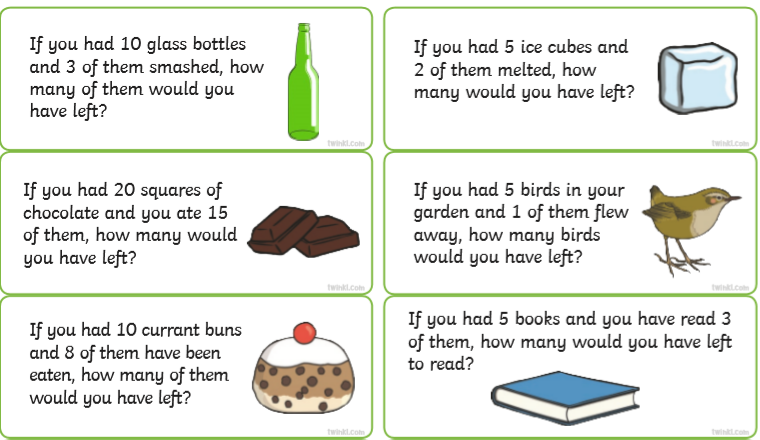 If you had 10 glass bottles
and 3 of them smashed, how
many of them would you
have left?
twinkl.com
If you had 5 ice cubes and
2 of them melted, how
many would you have left?
twinkl.com
If you had 20 squares of
chocolate and you ate 15
of them, how many would
you have left?
twinkl.com
If you had 5 birds in your
garden and 1 of them flew
away, how many birds
would you have left?
twinkl.com
If you had 10 currant buns
and 8 of them have been
eaten, how many of them
would you have left?
twinkl.com
If you had 5 books and you have read 3
of them, how many would you have left
to read?
twinkl.com